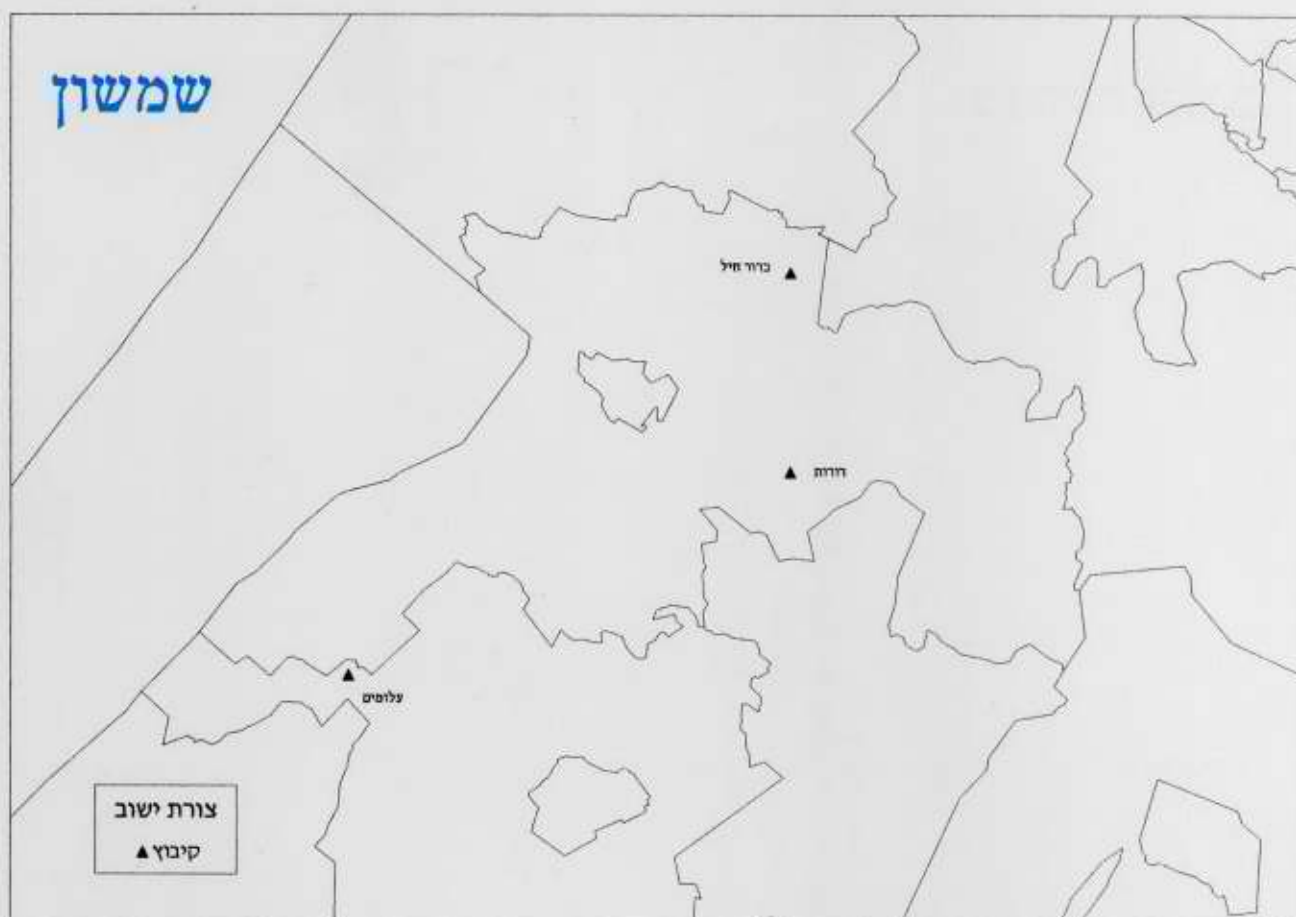 שמשון
ברור חיל
דורות
עלומים
צורת ישוב
קיבוץ